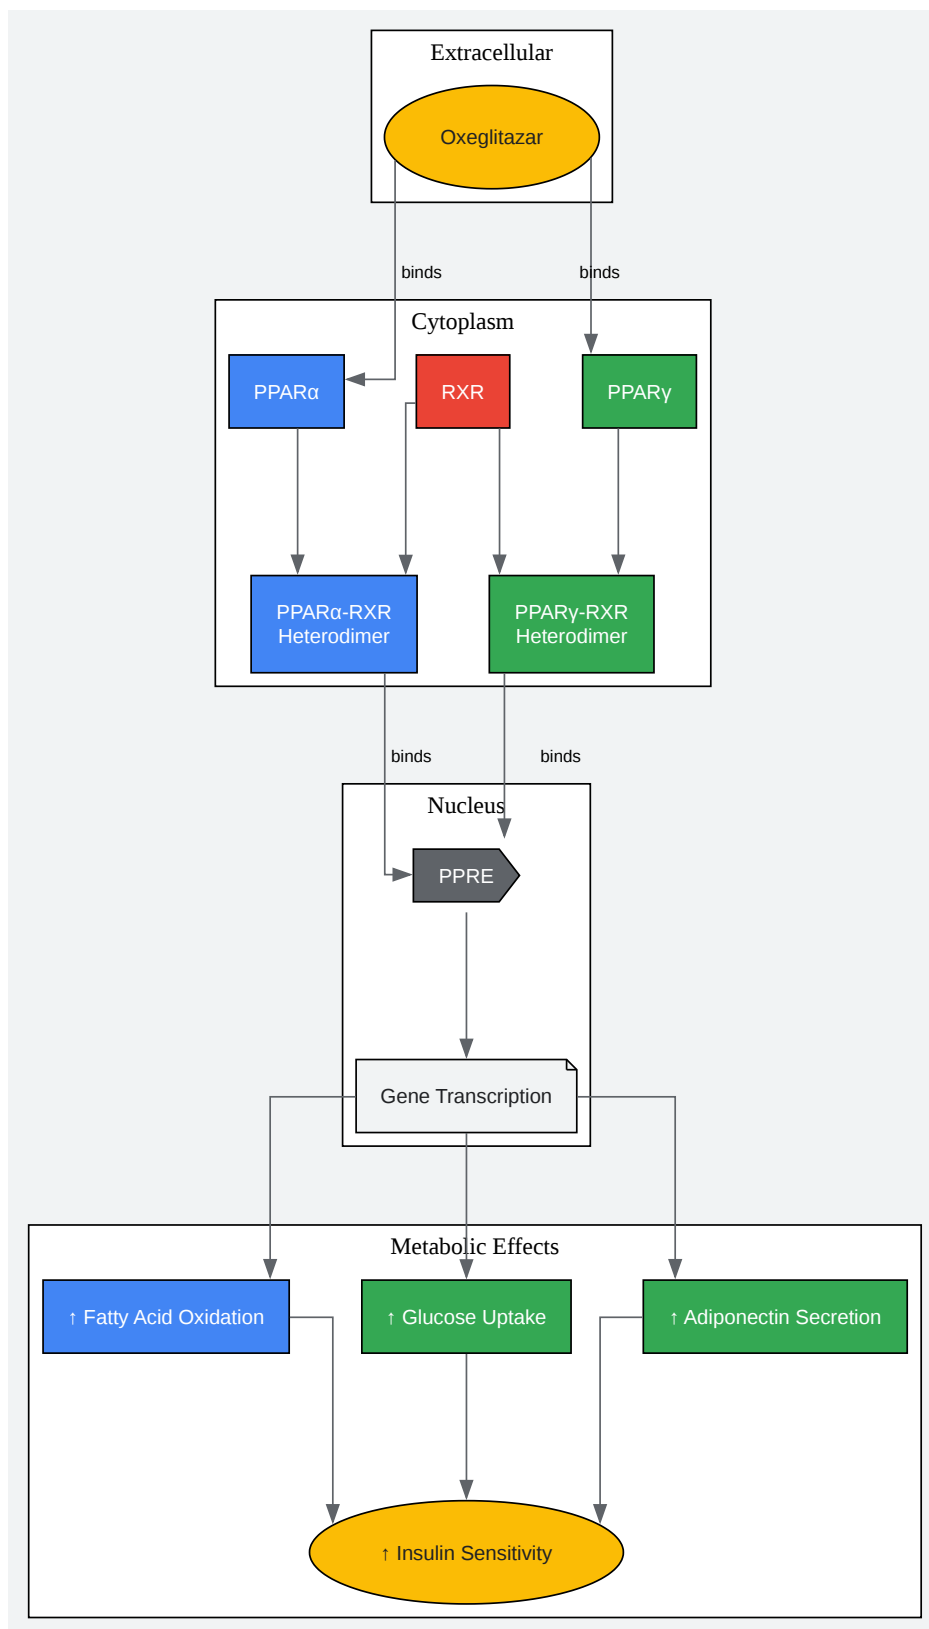 Extracellular
Oxeglitazar
binds
binds
Cytoplasm
PPARα
RXR
PPARγ
PPARα-RXR
Heterodimer
PPARγ-RXR
Heterodimer
binds
binds
Nucleus
PPRE
Gene Transcription
Metabolic Effects
↑ Fatty Acid Oxidation
↑ Glucose Uptake
↑ Adiponectin Secretion
↑ Insulin Sensitivity